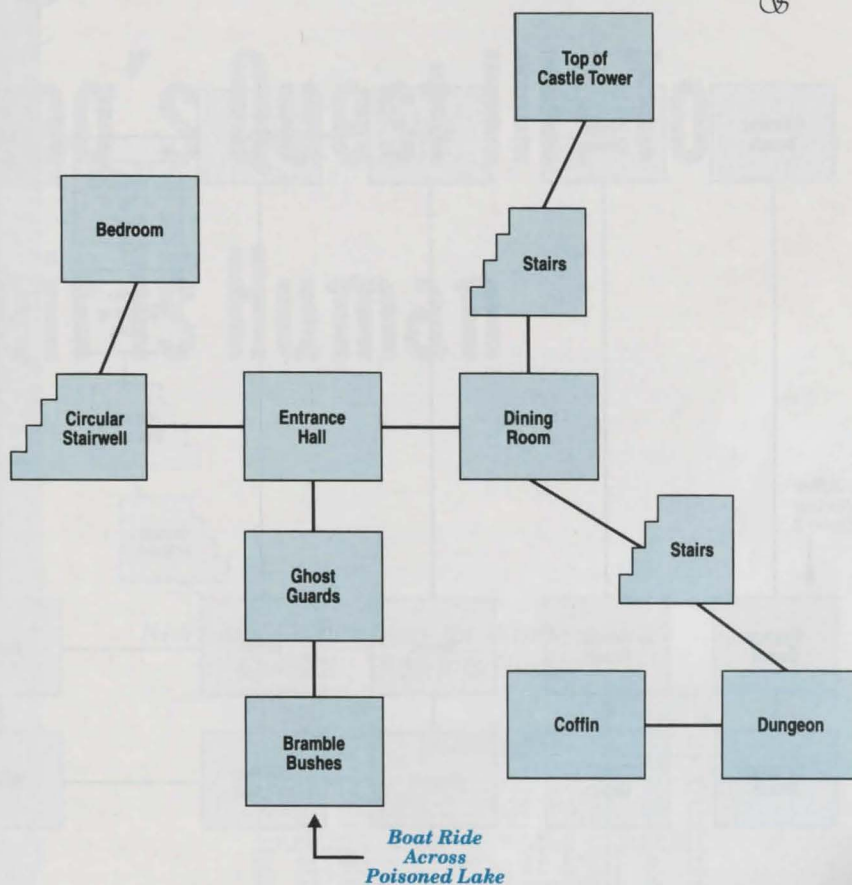 Top of
Castle Tower
Bedroom
Stairs
Circular
Stairwell
Entrance
Hall
Dining
Room
Stairs
Ghost
Guards
Bramble
Bushes
Coffin
Dungeon
Boat Ride
Across
Poisoned Lake